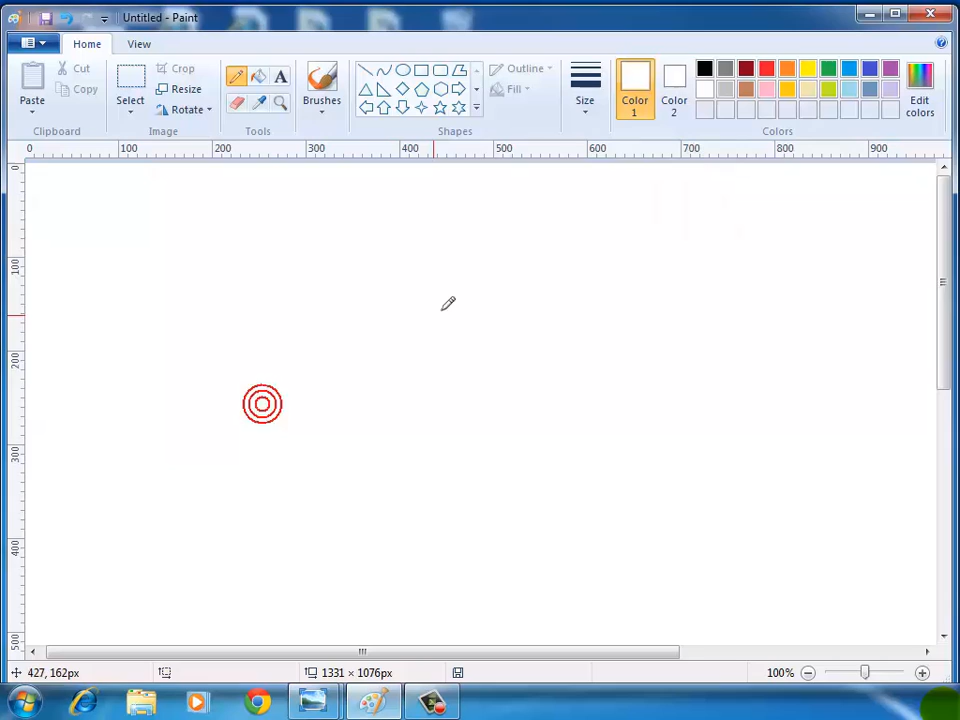 Untitled - Paint
Home View
Paste
Cut
Copy
Clipboard
Select
Crop
Resize
Rotate
Image
A
Tools
Brushes
Outline
Fill
Shapes
Size
Color 1
Color 2
Edit colors
Colors
0 100 200 300 400 500 600 700 800 900
0
100
200
300
400
500
427, 162px
1331 × 1076px
100%